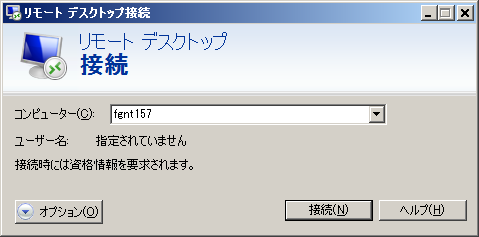 リモート デスクトップ接続
リモート デスクトップ
接続
コンピューター(C): fgnt157
ユーザー名: 指定されていません
接続時には資格情報を要求されます。
オプション(O) 接続(N) ヘルプ(H)